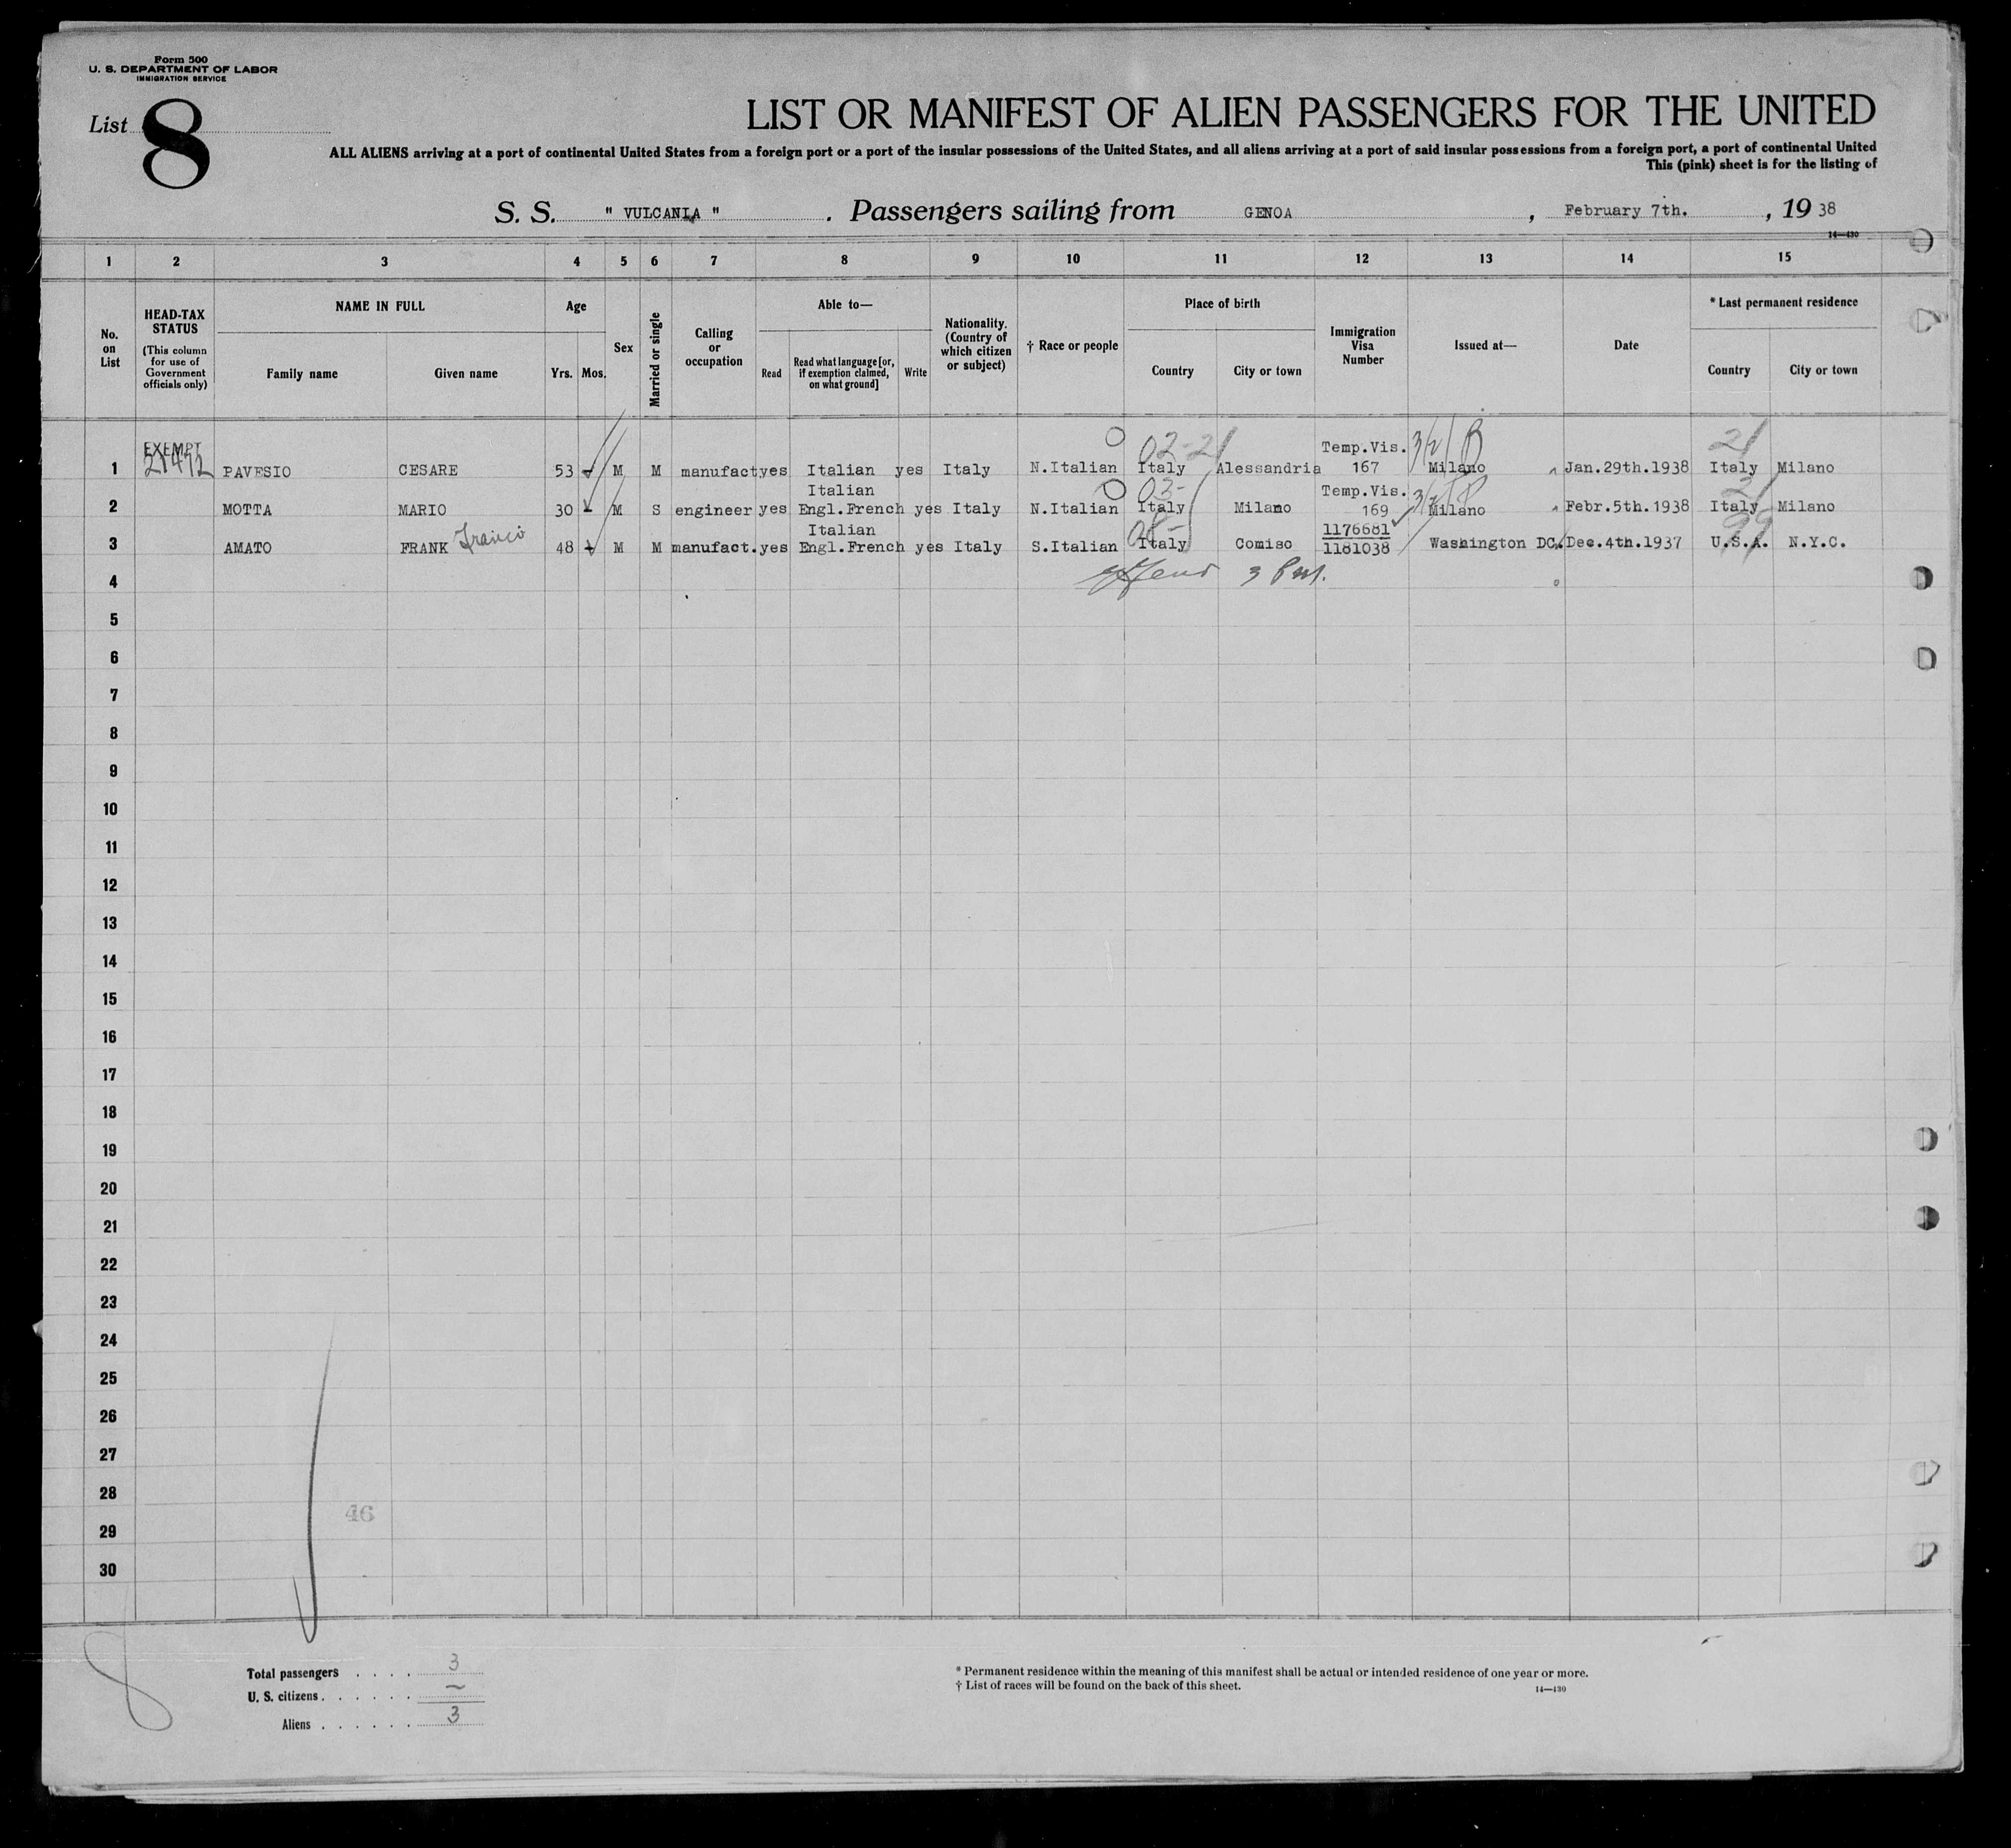 Form 500
U. S. DEPARTMENT OF LABOR
IMMIGRATION SERVICE
List 8
LIST OR MANIFEST OF ALIEN PASSENGERS FOR THE UNITED
ALL ALIENS arriving at a port of continental United States from a foreign port or a port of the insular possessions of the United States, and all aliens arriving at a port of said insular possessions from a foreign port, a port of continental United
This (pink) sheet is for the listing of
S. S. " VULCANIA ". Passengers sailing from GENOA, February 7th., 19 38
14—430
1 2 3 4 5 6 7 8 9 10 11 12 13 14 15
No. on List
HEAD-TAX STATUS
(This column for use of Government officials only)
NAME IN FULL
Family name Given name
Age
Yrs. Mos.
Sex
Married or single
Calling or occupation
Able to—
Read Read what language [or, if exemption claimed, on what ground] Write
Nationality. (Country of which citizen or subject)
† Race or people
Place of birth
Country City or town
Immigration Visa Number
Issued at—
Date
* Last permanent residence
Country City or town
EXEMPT 02-21 Temp.Vis. 21
1 PAVESIO CESARE 53 M M manufact yes Italian yes Italy N.Italian Italy Alessandria 167 Milano Jan.29th.1938 Italy Milano
Italian 03- Temp.Vis. 21
2 MOTTA MARIO 30 M S engineer yes Engl.French yes Italy N.Italian Italy Milano 169 Milano Febr.5th.1938 Italy Milano
Italian 1176681 99
3 AMATO FRANK Franco 48 M M manufact. yes Engl.French yes Italy S.Italian Italy Comiso 1181038 Washington DC. Dec.4th.1937 U.S.A. N.Y.C.
4
5
6
7
8
9
10
11
12
13
14
15
16
17
18
19
20
21
22
23
24
25
26
27
28
46
29
30
8
Total passengers . . . . 3
U. S. citizens . . . . . . ~
Aliens . . . . . . 3
* Permanent residence within the meaning of this manifest shall be actual or intended residence of one year or more.
† List of races will be found on the back of this sheet.
14—430